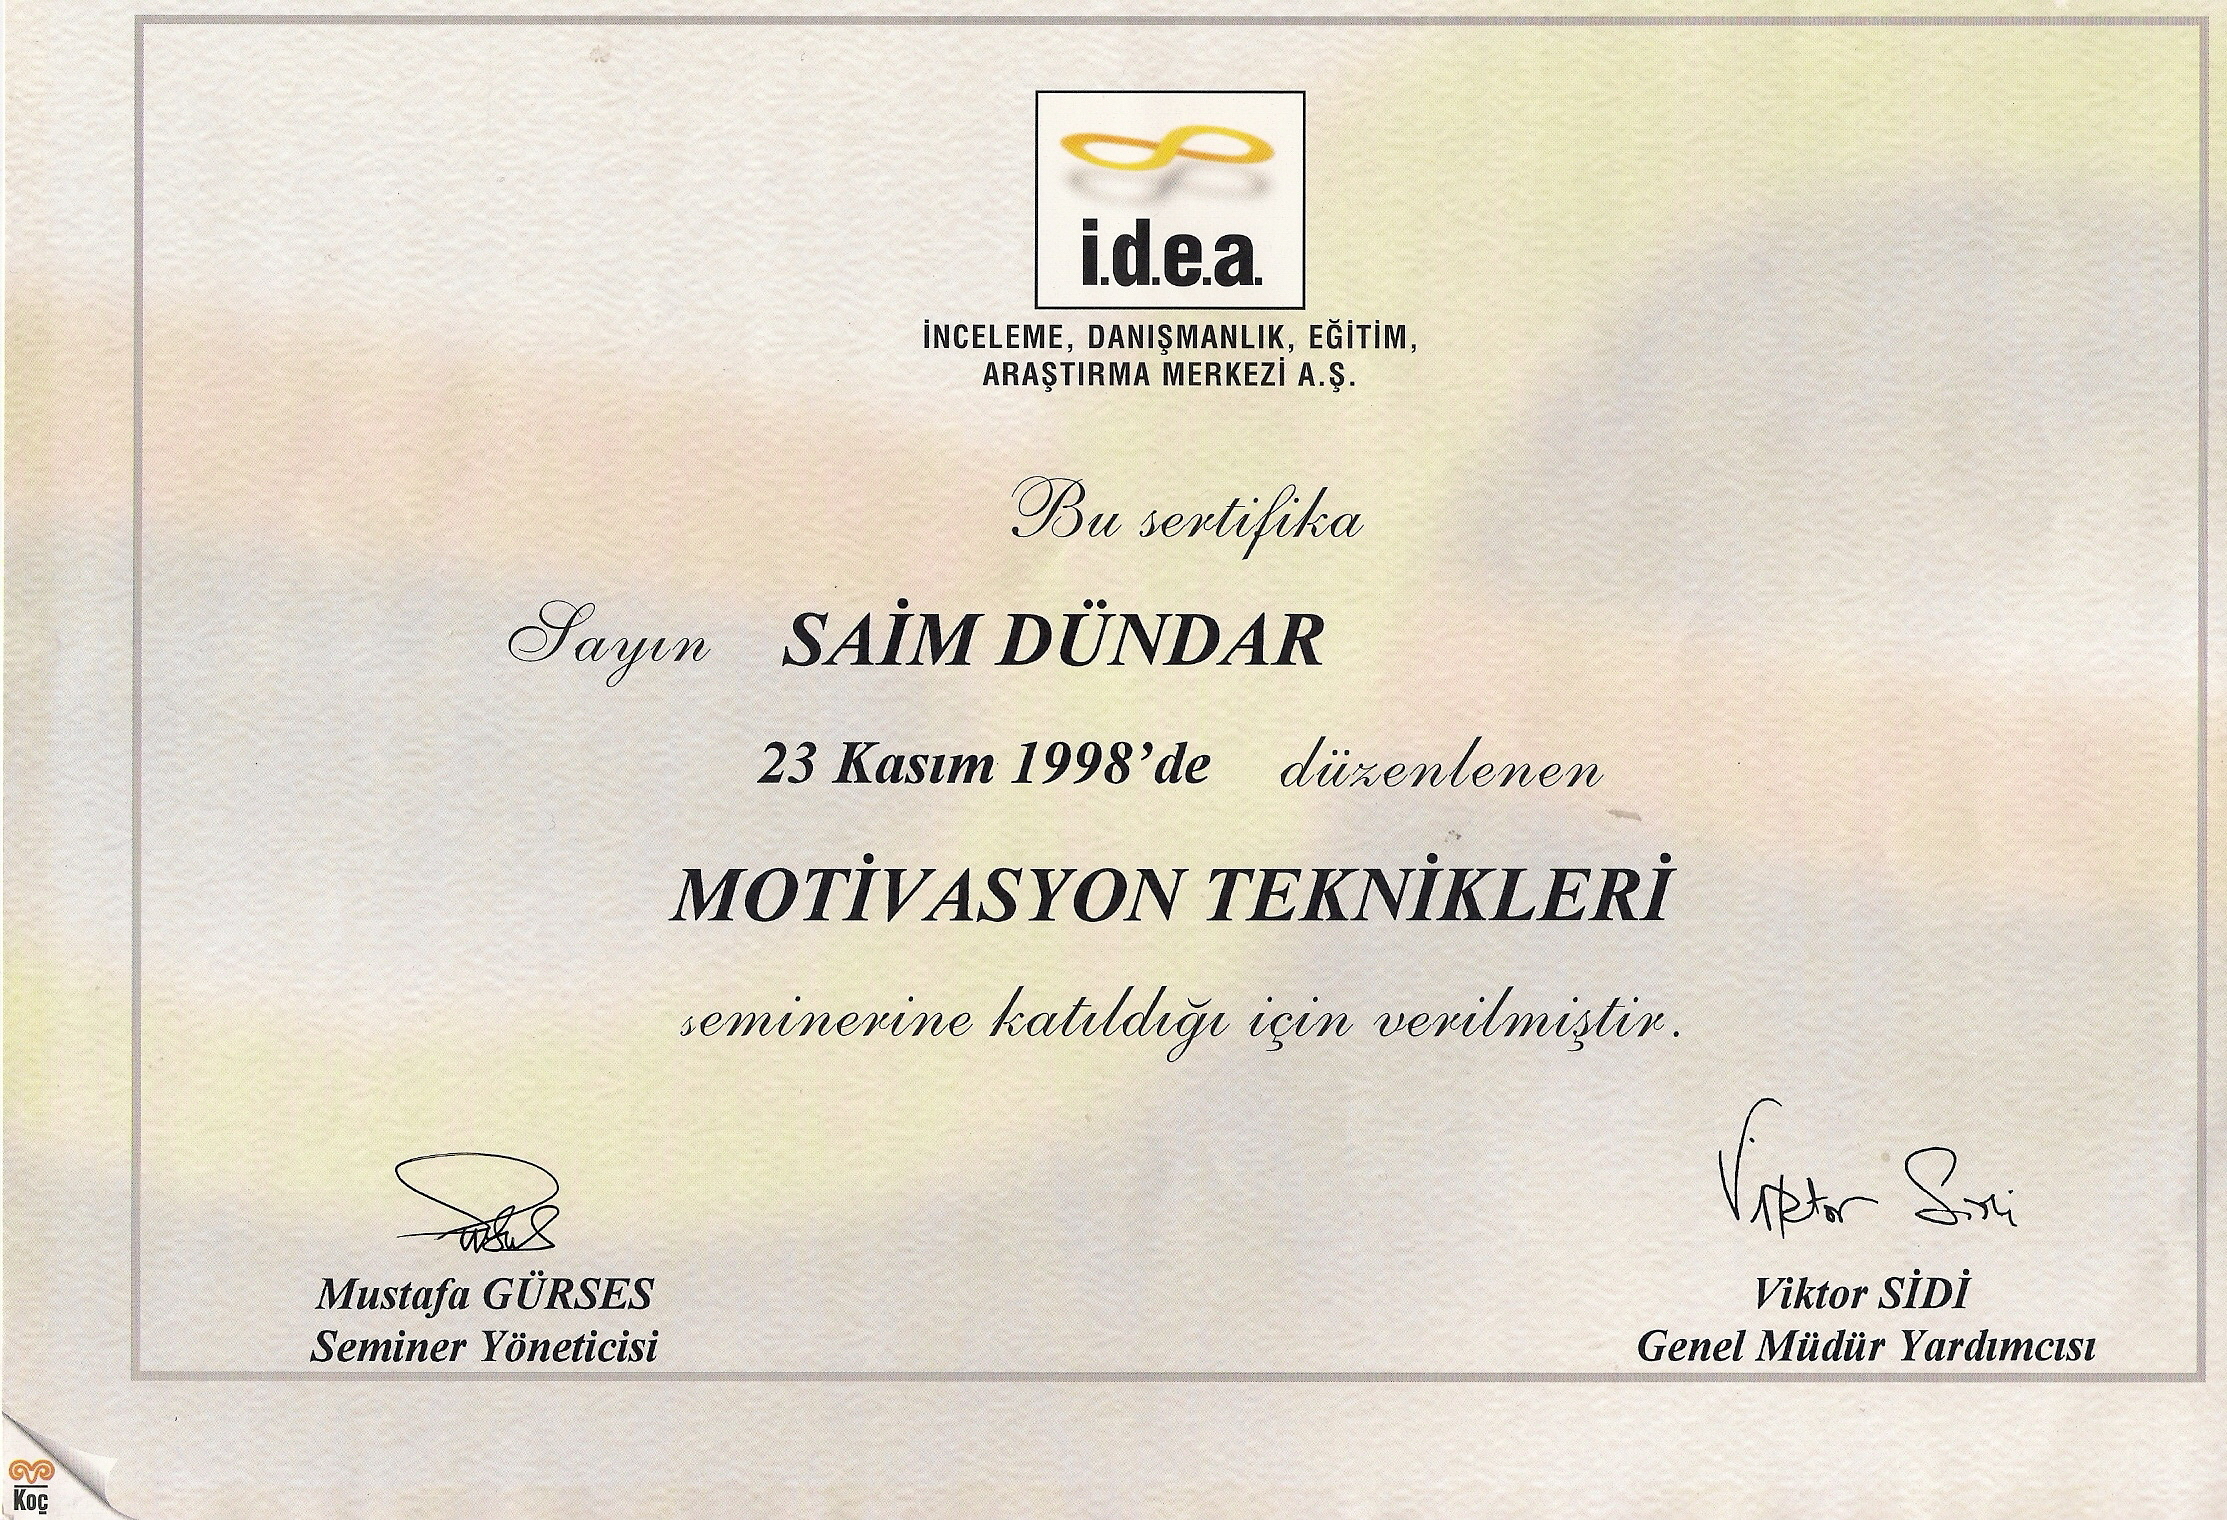 i.d.e.a.
İNCELEME, DANIŞMANLIK, EĞİTİM,
ARAŞTIRMA MERKEZİ A.Ş.
Bu sertifika
Sayın SAİM DÜNDAR
23 Kasım 1998'de düzenlenen
MOTİVASYON TEKNİKLERİ
seminerine katıldığı için verilmiştir.
Viktor Sidi
Mustafa GÜRSES
Seminer Yöneticisi
Viktor SİDİ
Genel Müdür Yardımcısı
Koç